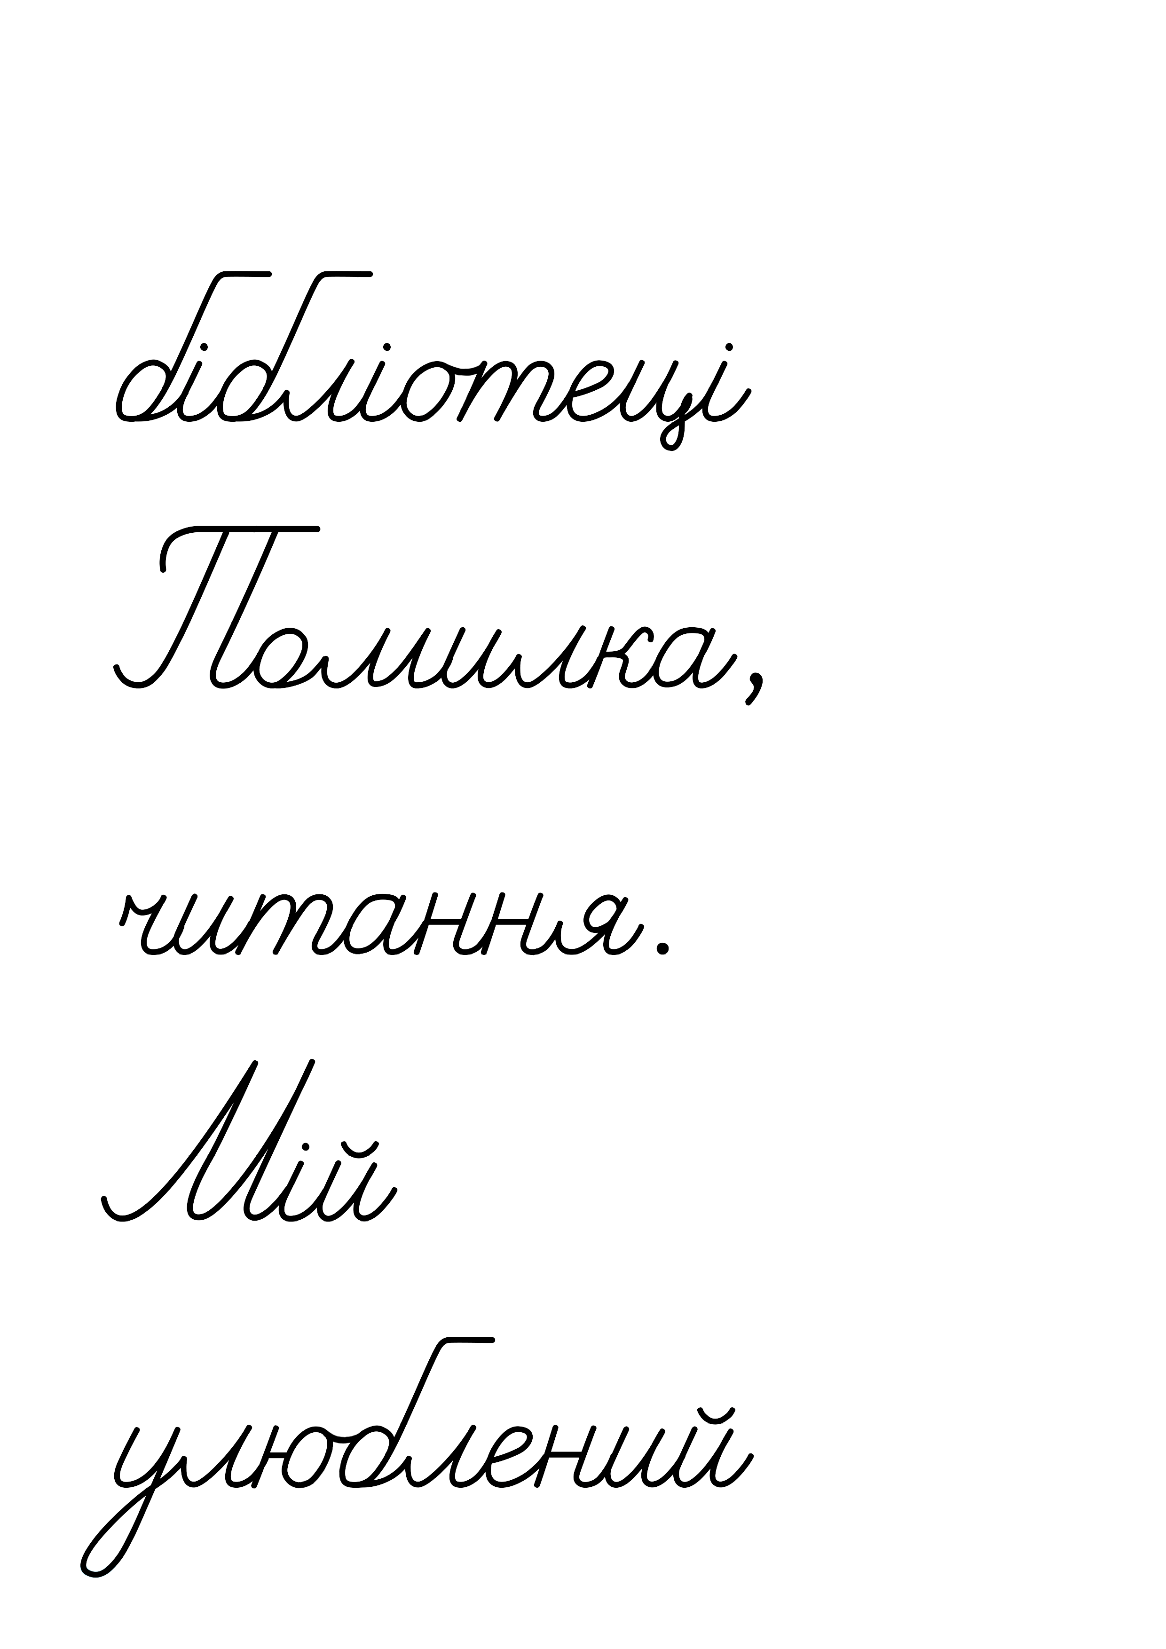 бібліотеці
Помилка,
читання.
Мій
улюблений